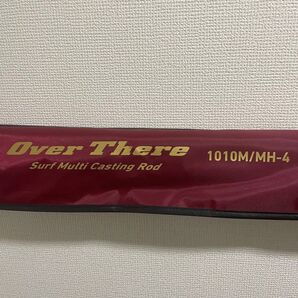 Over There 1010M/MH-4
Surf Multi Casting Rod